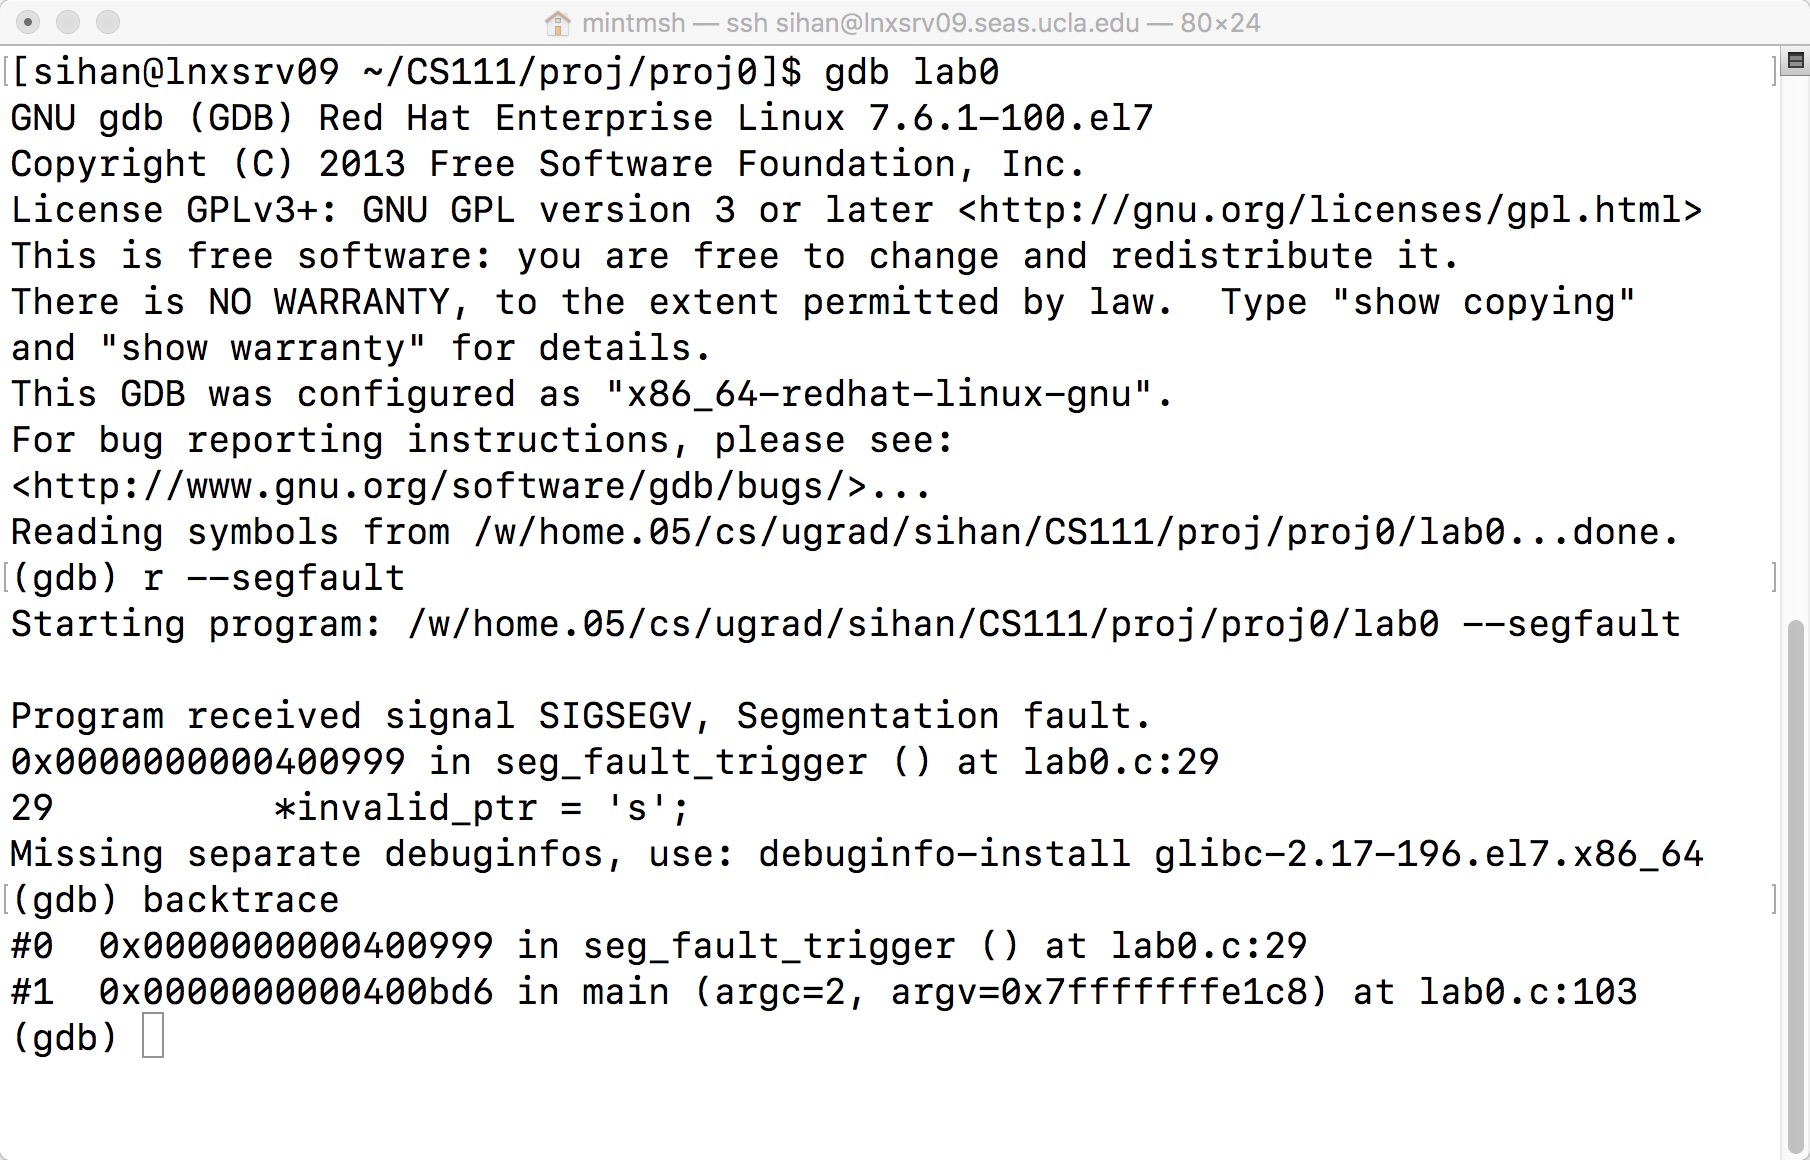 mintmsh — ssh sihan@lnxsrv09.seas.ucla.edu — 80×24
[[sihan@lnxsrv09 ~/CS111/proj/proj0]$ gdb lab0 ]
GNU gdb (GDB) Red Hat Enterprise Linux 7.6.1-100.el7
Copyright (C) 2013 Free Software Foundation, Inc.
License GPLv3+: GNU GPL version 3 or later <http://gnu.org/licenses/gpl.html>
This is free software: you are free to change and redistribute it.
There is NO WARRANTY, to the extent permitted by law.  Type "show copying"
and "show warranty" for details.
This GDB was configured as "x86_64-redhat-linux-gnu".
For bug reporting instructions, please see:
<http://www.gnu.org/software/gdb/bugs/>...
Reading symbols from /w/home.05/cs/ugrad/sihan/CS111/proj/proj0/lab0...done.
[(gdb) r --segfault ]
Starting program: /w/home.05/cs/ugrad/sihan/CS111/proj/proj0/lab0 --segfault
Program received signal SIGSEGV, Segmentation fault.
0x0000000000400999 in seg_fault_trigger () at lab0.c:29
29          *invalid_ptr = 's';
Missing separate debuginfos, use: debuginfo-install glibc-2.17-196.el7.x86_64
[(gdb) backtrace ]
#0  0x0000000000400999 in seg_fault_trigger () at lab0.c:29
#1  0x0000000000400bd6 in main (argc=2, argv=0x7fffffffe1c8) at lab0.c:103
(gdb)